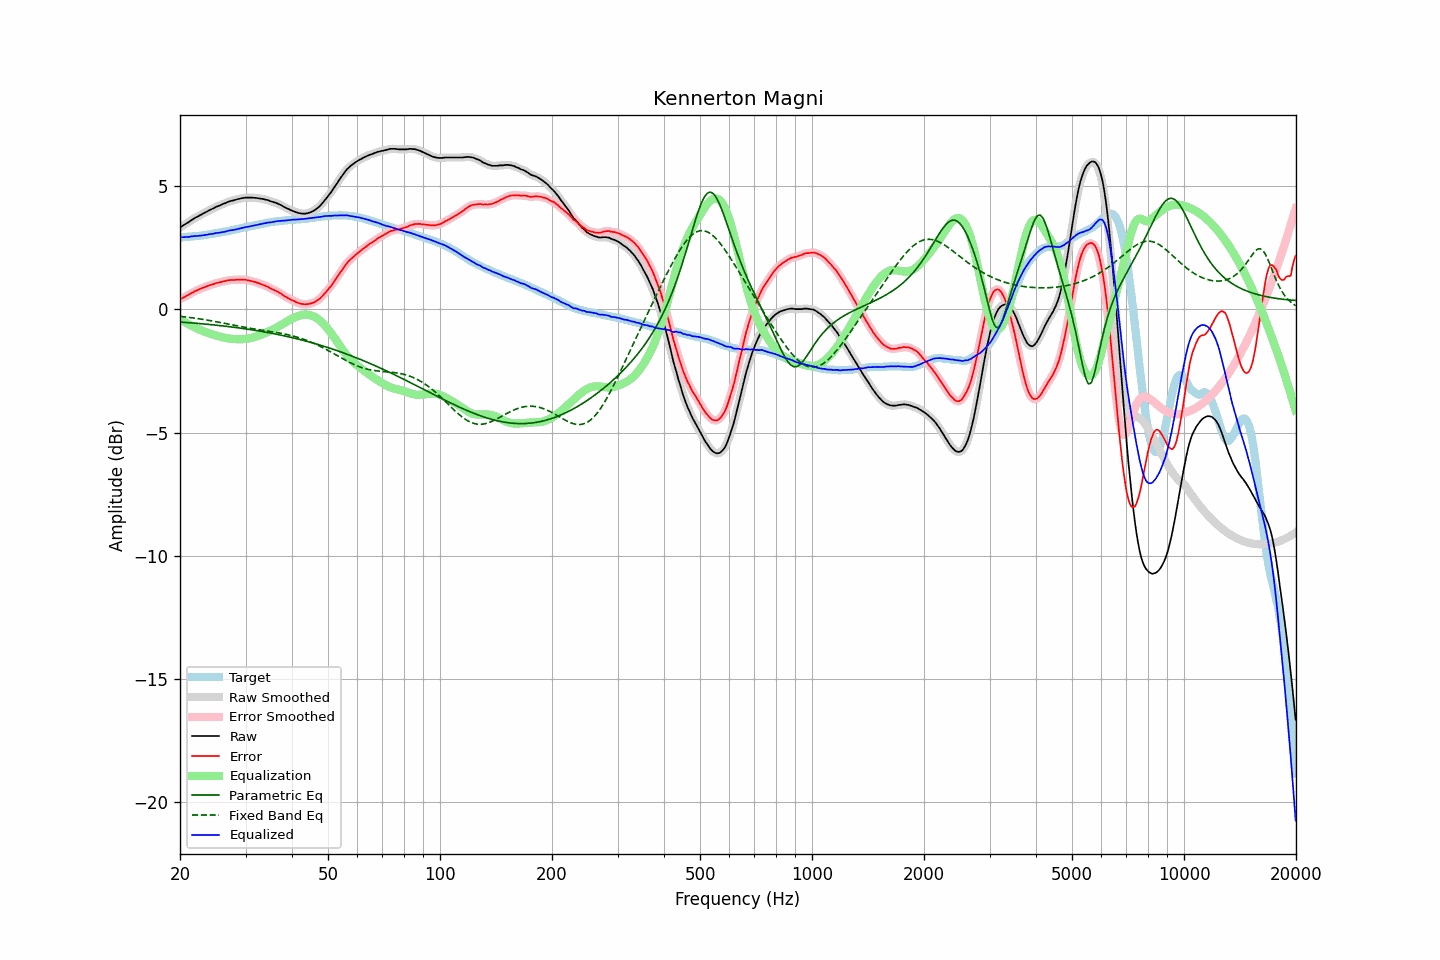 Kennerton Magni
Amplitude (dBr)
5
0
−5
−10
−15
−20
Target
Raw Smoothed
Error Smoothed
Raw
Error
Equalization
Parametric Eq
Fixed Band Eq
Equalized
20 50 100 200 500 1000 2000 5000 10000 20000
Frequency (Hz)